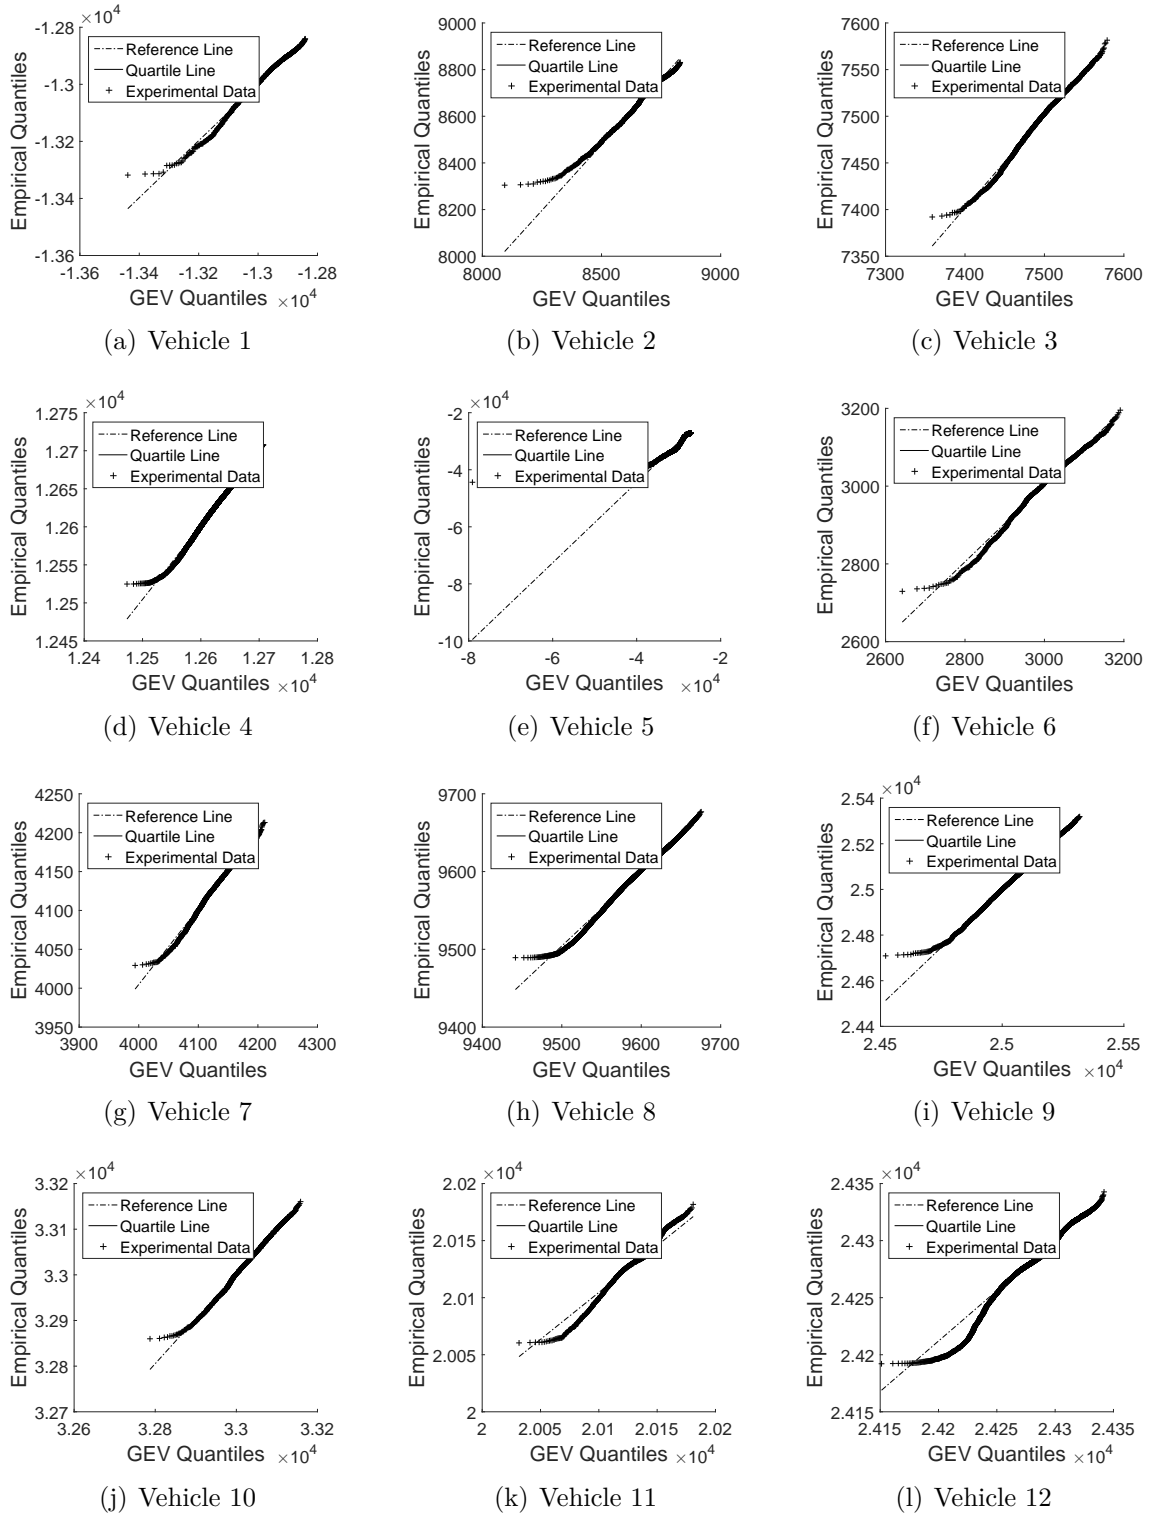 ×10⁴
-1.28
-1.3
-1.32
-1.34
-1.36
Empirical Quantiles
Reference Line
Quartile Line
Experimental Data
-1.36 -1.34 -1.32 -1.3 -1.28
GEV Quantiles ×10⁴
(a) Vehicle 1
9000
8800
8600
8400
8200
8000
Empirical Quantiles
Reference Line
Quartile Line
Experimental Data
8000 8500 9000
GEV Quantiles
(b) Vehicle 2
7600
7550
7500
7450
7400
7350
Empirical Quantiles
Reference Line
Quartile Line
Experimental Data
7300 7400 7500 7600
GEV Quantiles
(c) Vehicle 3
×10⁴
1.275
1.27
1.265
1.26
1.255
1.25
1.245
Empirical Quantiles
Reference Line
Quartile Line
Experimental Data
1.24 1.25 1.26 1.27 1.28
GEV Quantiles ×10⁴
(d) Vehicle 4
×10⁴
-2
-4
-6
-8
-10
Empirical Quantiles
Reference Line
Quartile Line
Experimental Data
-8 -6 -4 -2
GEV Quantiles ×10⁴
(e) Vehicle 5
3200
3000
2800
2600
Empirical Quantiles
Reference Line
Quartile Line
Experimental Data
2600 2800 3000 3200
GEV Quantiles
(f) Vehicle 6
4250
4200
4150
4100
4050
4000
3950
Empirical Quantiles
Reference Line
Quartile Line
Experimental Data
3900 4000 4100 4200 4300
GEV Quantiles
(g) Vehicle 7
9700
9600
9500
9400
Empirical Quantiles
Reference Line
Quartile Line
Experimental Data
9400 9500 9600 9700
GEV Quantiles
(h) Vehicle 8
×10⁴
2.54
2.52
2.5
2.48
2.46
2.44
Empirical Quantiles
Reference Line
Quartile Line
Experimental Data
2.45 2.5 2.55
GEV Quantiles ×10⁴
(i) Vehicle 9
×10⁴
3.32
3.31
3.3
3.29
3.28
3.27
Empirical Quantiles
Reference Line
Quartile Line
Experimental Data
3.26 3.28 3.3 3.32
GEV Quantiles ×10⁴
(j) Vehicle 10
×10⁴
2.02
2.015
2.01
2.005
2
Empirical Quantiles
Reference Line
Quartile Line
Experimental Data
2 2.005 2.01 2.015 2.02
GEV Quantiles ×10⁴
(k) Vehicle 11
×10⁴
2.435
2.43
2.425
2.42
2.415
Empirical Quantiles
Reference Line
Quartile Line
Experimental Data
2.415 2.42 2.425 2.43 2.435
GEV Quantiles ×10⁴
(l) Vehicle 12